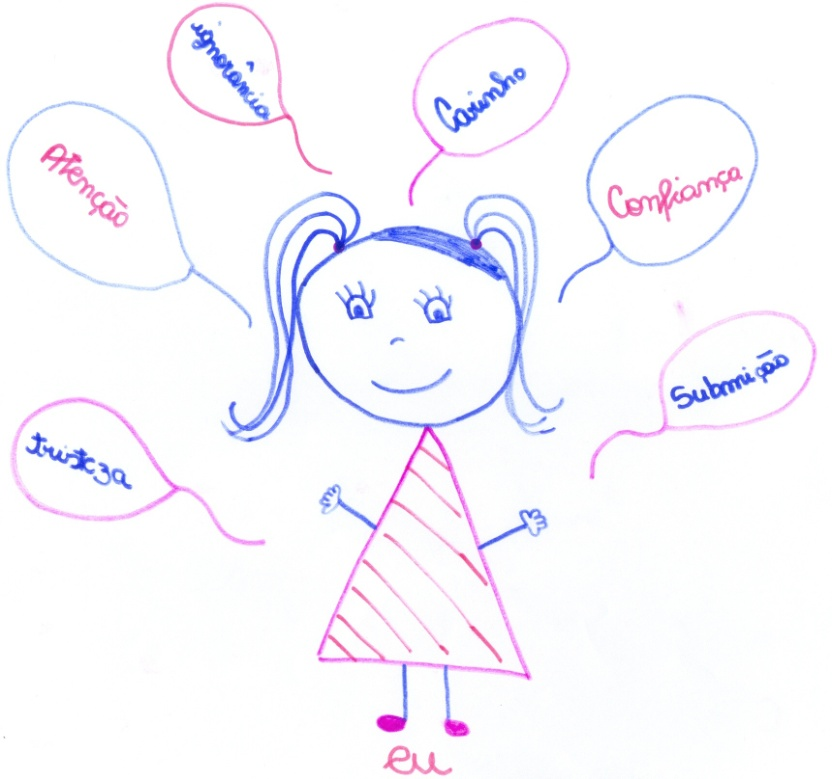 ignorância
Carinho
Atenção
Confiança
Submição
tristeza
eu